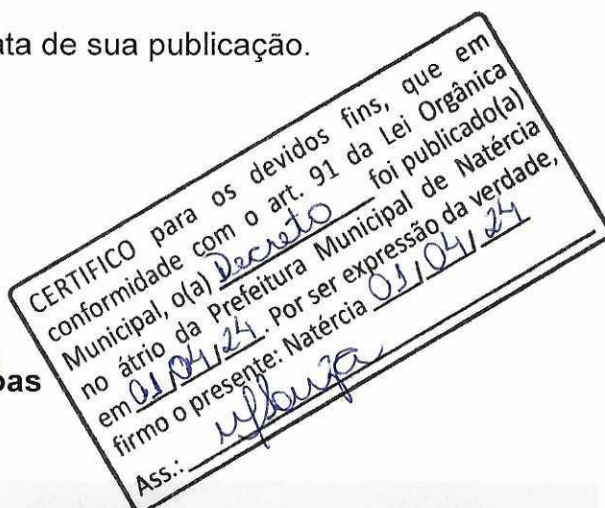 ata de sua publicação.
CERTIFICO para os devidos fins, que em
conformidade com o art. 91 da Lei Orgânica
Municipal, o(a) Decreto foi publicado(a)
no átrio da Prefeitura Municipal de Natércia
em 01/04/24. Por ser expressão da verdade,
firmo o presente: Natércia 01/04/24
Ass.:
oas